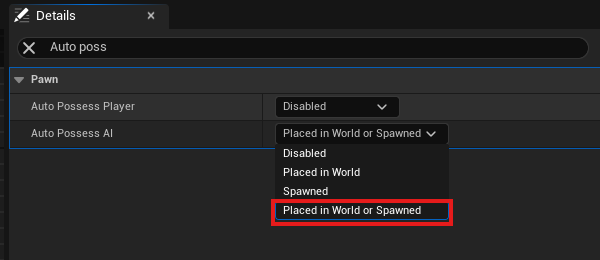 Details
Auto poss
Pawn
Auto Possess Player
Disabled
Auto Possess AI
Placed in World or Spawned
Disabled
Placed in World
Spawned
Placed in World or Spawned